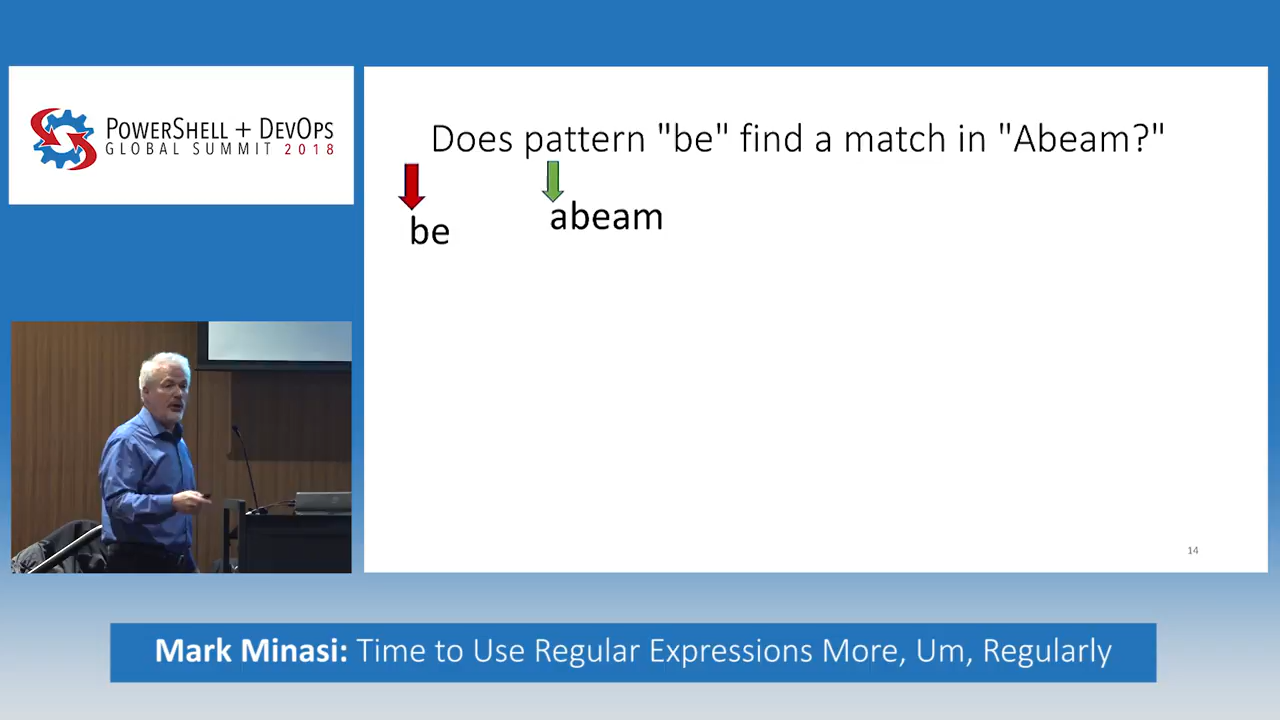 POWERSHELL + DEVOPS
GLOBAL SUMMIT 2018
Does pattern "be" find a match in "Abeam?"
be
abeam
14
Mark Minasi: Time to Use Regular Expressions More, Um, Regularly